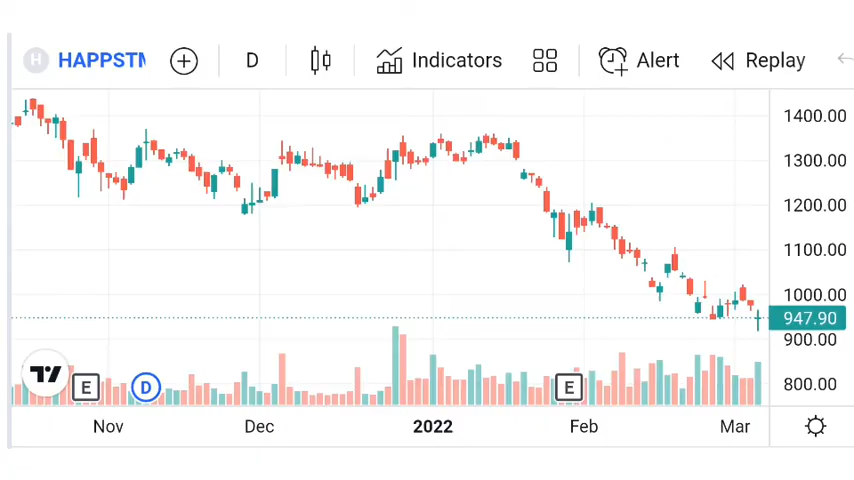 H HAPPSTM D Indicators Alert Replay
1400.00
1300.00
1200.00
1100.00
1000.00
947.90
900.00
800.00
E D E
Nov Dec 2022 Feb Mar